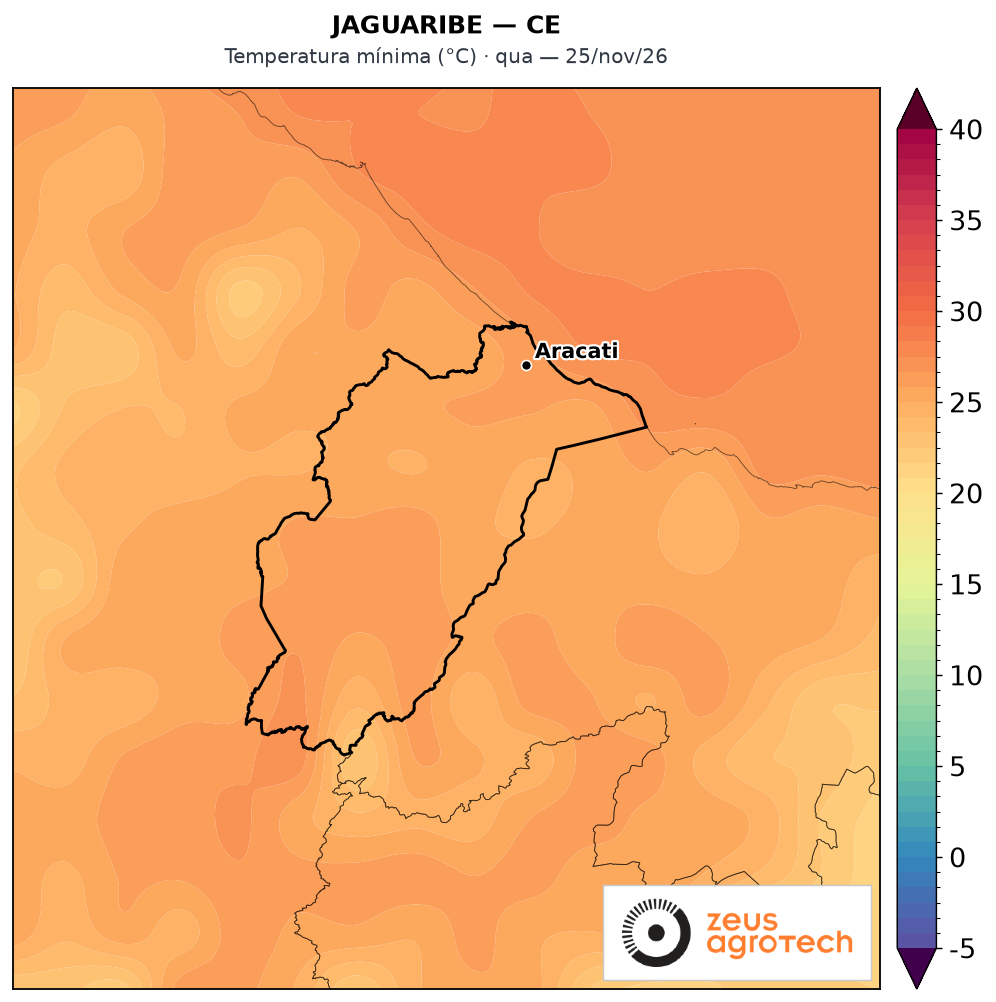 JAGUARIBE — CE
Temperatura mínima (°C) · qua — 25/nov/26
Aracati
40
35
30
25
20
15
10
5
0
-5
zeus
agrotech